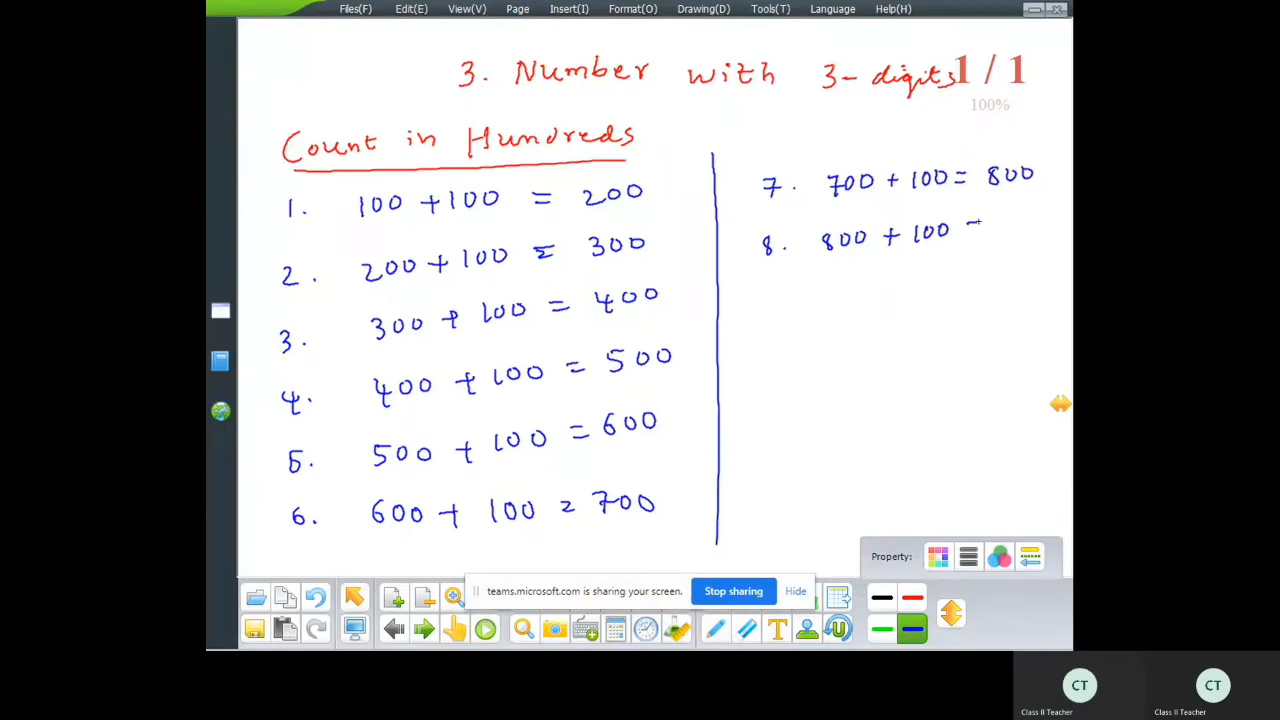 Files(F) Edit(E) View(V) Page Insert(I) Format(O) Drawing(D) Tools(T) Language Help(H)
3. Number with 3-digits
1 / 1
100%
Count in Hundreds
1. 100 + 100 = 200
2. 200 + 100 = 300
3. 300 + 100 = 400
4. 400 + 100 = 500
5. 500 + 100 = 600
6. 600 + 100 = 700
7. 700 + 100 = 800
8. 800 + 100 -
Property:
teams.microsoft.com is sharing your screen. Stop sharing Hide
CT CT
Class II Teacher Class II Teacher